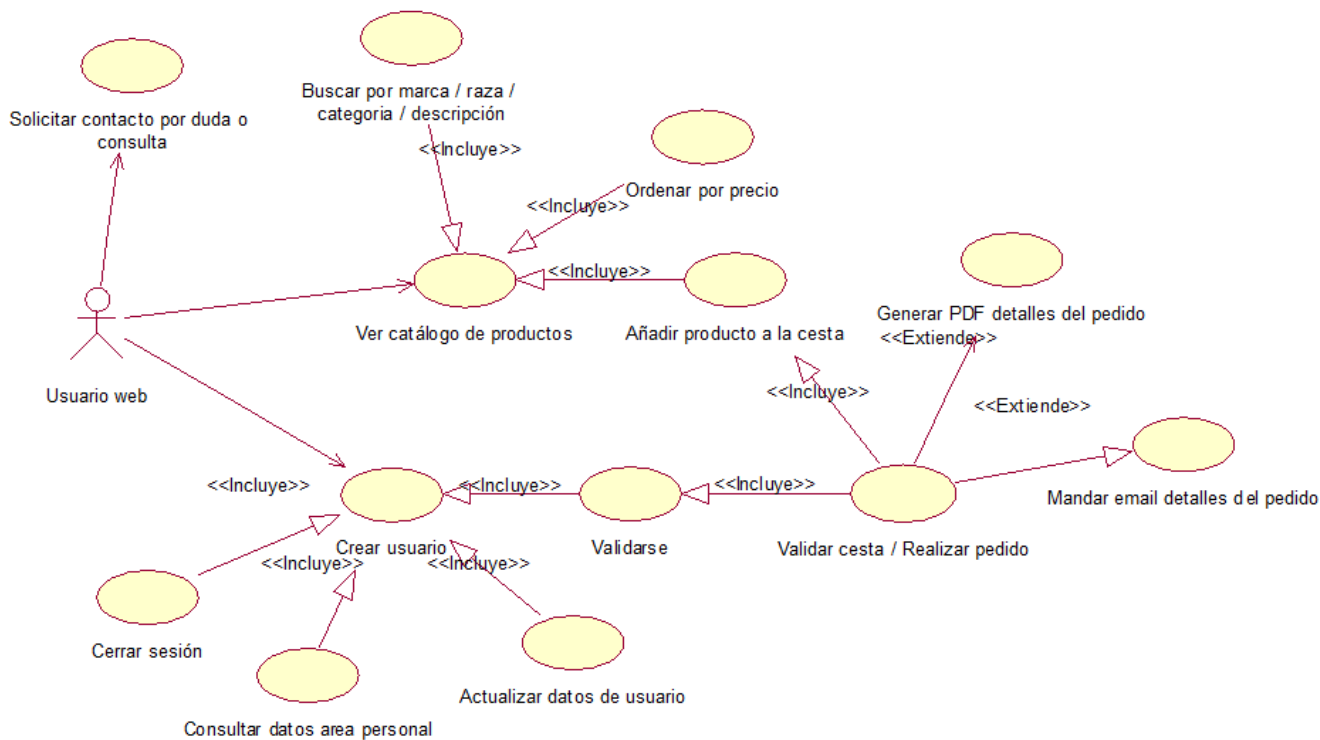 Solicitar contacto por duda o
consulta
Buscar por marca / raza /
categoria / descripción
<<Incluye>>
Ordenar por precio
<<Incluye>>
<<Incluye>>
Ver catálogo de productos
Añadir producto a la cesta
Generar PDF detalles del pedido
<<Extiende>>
Usuario web
<<Incluye>>
<<Extiende>>
Mandar email detalles del pedido
<<Incluye>>
<<Incluye>>
<<Incluye>>
Crear usuario
Validarse
Validar cesta / Realizar pedido
<<Incluye>>
<<Incluye>>
Cerrar sesión
Actualizar datos de usuario
Consultar datos area personal